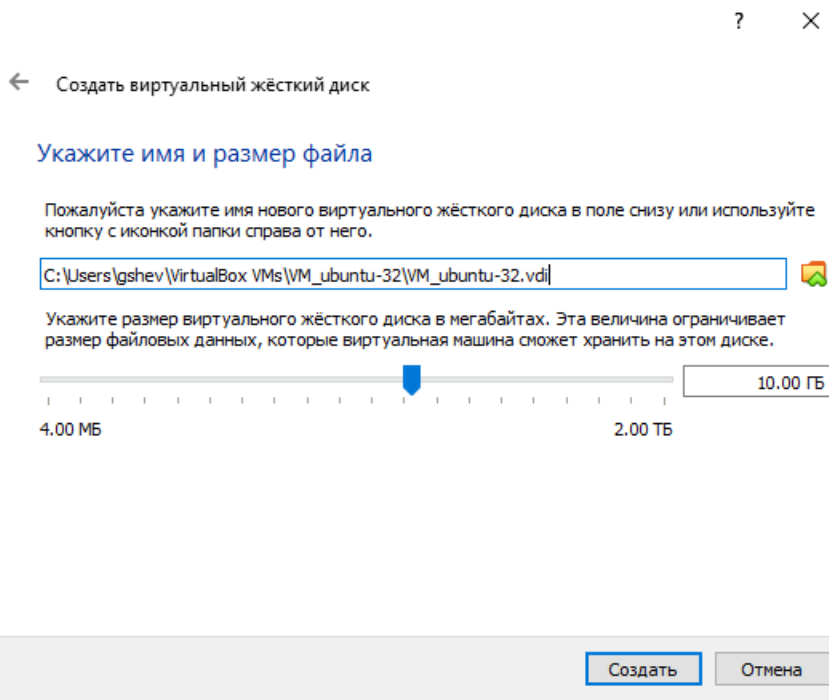 ?
Создать виртуальный жёсткий диск
Укажите имя и размер файла
Пожалуйста укажите имя нового виртуального жёсткого диска в поле снизу или используйте
кнопку с иконкой папки справа от него.
C:\Users\gshev\VirtualBox VMs\VM_ubuntu-32\VM_ubuntu-32.vdi
Укажите размер виртуального жёсткого диска в мегабайтах. Эта величина ограничивает
размер файловых данных, которые виртуальная машина сможет хранить на этом диске.
10.00 ГБ
4.00 МБ 2.00 ТБ
Создать Отмена